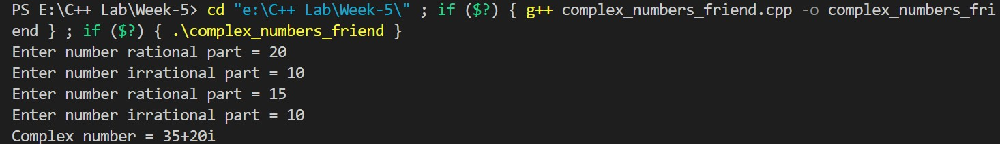 PS E:\C++ Lab\Week-5> cd "e:\C++ Lab\Week-5\" ; if ($?) { g++ complex_numbers_friend.cpp -o complex_numbers_fri
end } ; if ($?) { .\complex_numbers_friend }
Enter number rational part = 20
Enter number irrational part = 10
Enter number rational part = 15
Enter number irrational part = 10
Complex number = 35+20i